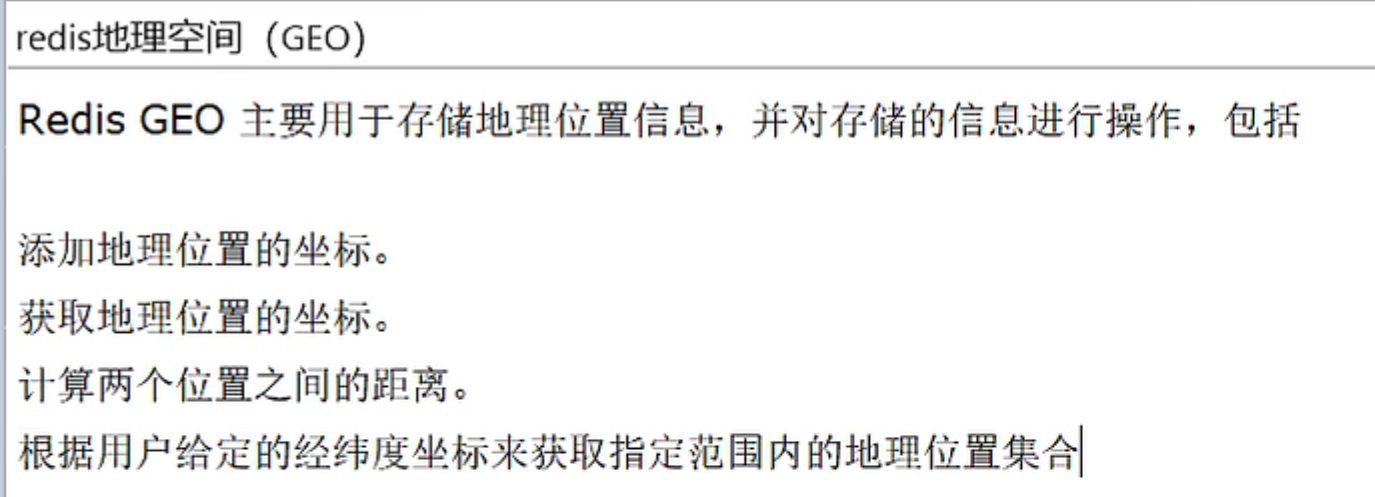 redis地理空间（GEO）
Redis GEO 主要用于存储地理位置信息，并对存储的信息进行操作，包括
添加地理位置的坐标。
获取地理位置的坐标。
计算两个位置之间的距离。
根据用户给定的经纬度坐标来获取指定范围内的地理位置集合